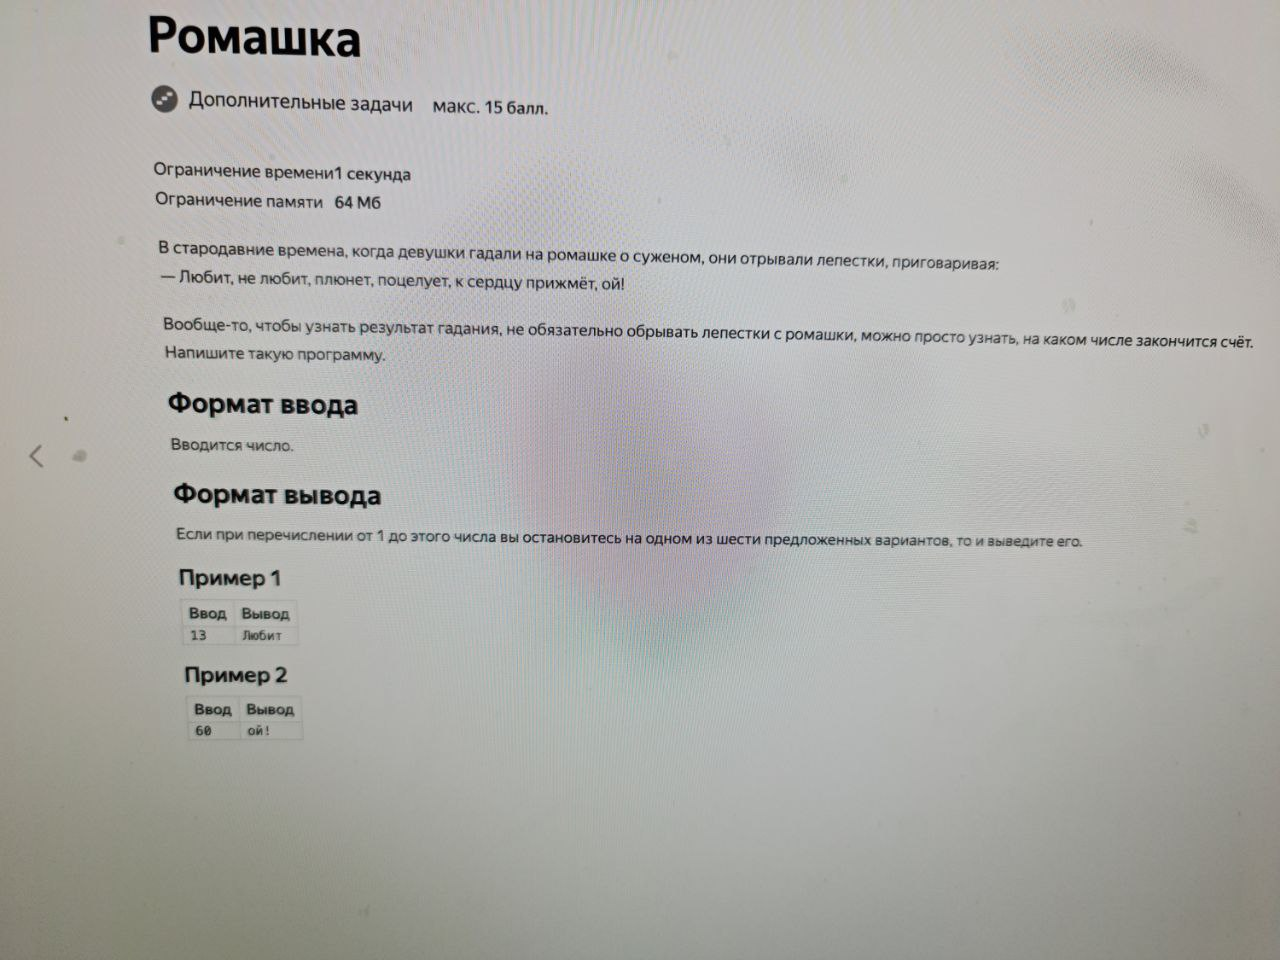 Ромашка
Дополнительные задачи макс. 15 балл.
Ограничение времени1 секунда
Ограничение памяти 64 Мб
В стародавние времена, когда девушки гадали на ромашке о суженом, они отрывали лепестки, приговаривая:
— Любит, не любит, плюнет, поцелует, к сердцу прижмёт, ой!
Вообще-то, чтобы узнать результат гадания, не обязательно обрывать лепестки с ромашки, можно просто узнать, на каком числе закончится счёт.
Напишите такую программу.
Формат ввода
Вводится число.
Формат вывода
Если при перечислении от 1 до этого числа вы остановитесь на одном из шести предложенных вариантов, то и выведите его.
Пример 1
Ввод Вывод
13 Любит
Пример 2
Ввод Вывод
60 ой!